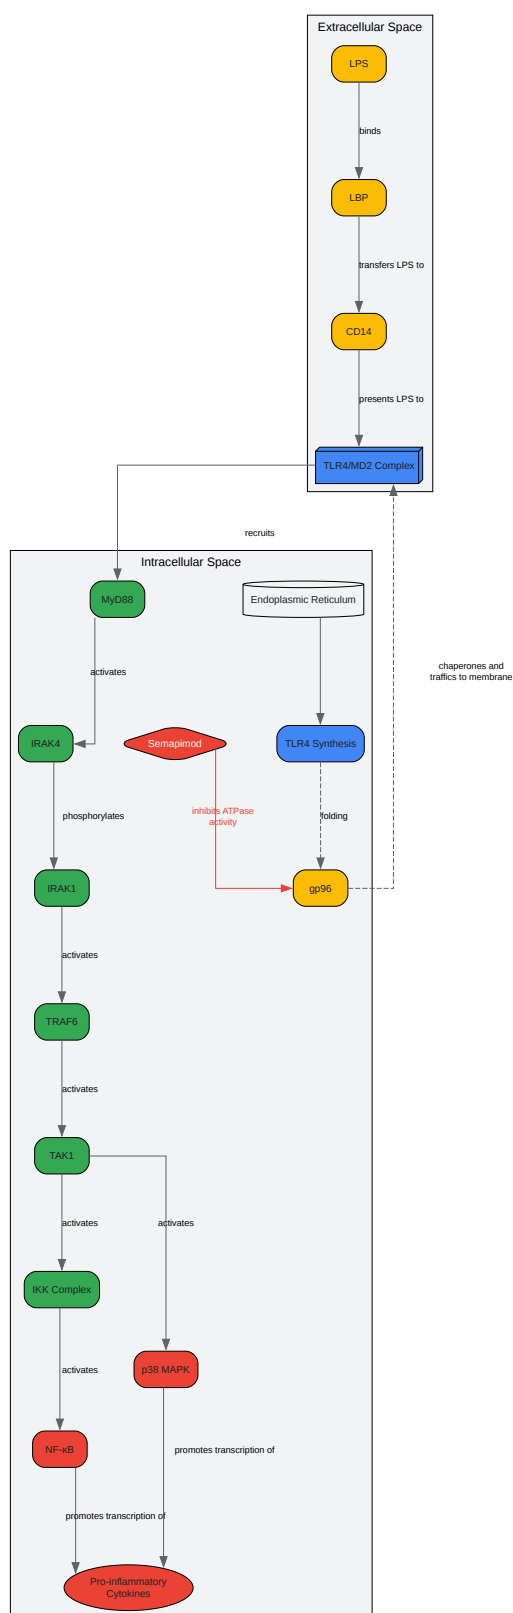 Extracellular Space
LPS
binds
LBP
transfers LPS to
CD14
presents LPS to
TLR4/MD2 Complex
recruits
Intracellular Space
MyD88
Endoplasmic Reticulum
activates
chaperones and
traffics to membrane
IRAK4
Semapimod
TLR4 Synthesis
phosphorylates
inhibits ATPase
activity
folding
IRAK1
gp96
activates
TRAF6
activates
TAK1
activates
activates
IKK Complex
activates
p38 MAPK
NF-κB
promotes transcription of
promotes transcription of
Pro-inflammatory
Cytokines